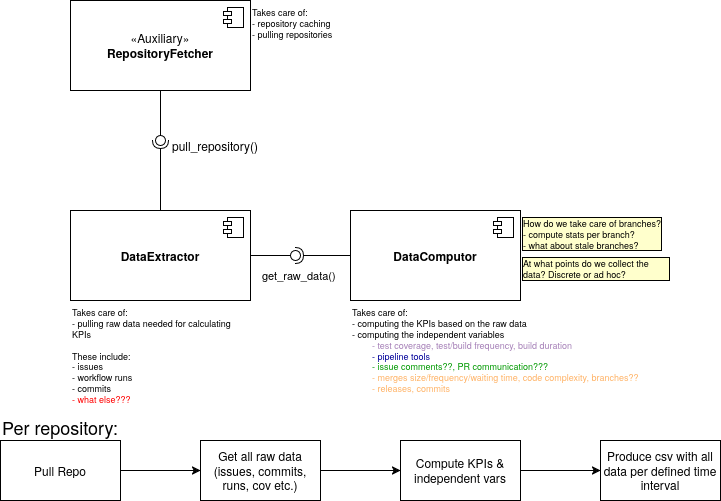 «Auxiliary»
RepositoryFetcher
Takes care of:
- repository caching
- pulling repositories
pull_repository()
DataExtractor
get_raw_data()
DataComputor
How do we take care of branches?
- compute stats per branch?
- what about stale branches?
At what points do we collect the
data? Discrete or ad hoc?
Takes care of:
- pulling raw data needed for calculating
KPIs
These include:
- issues
- workflow runs
- commits
- what else???
Takes care of:
- computing the KPIs based on the raw data
- computing the independent variables
- test coverage, test/build frequency, build duration
- pipeline tools
- issue comments??, PR communication???
- merges size/frequency/waiting time, code complexity, branches??
- releases, commits
Per repository:
Pull Repo
Get all raw data
(issues, commits,
runs, cov etc.)
Compute KPIs &
independent vars
Produce csv with all
data per defined time
interval